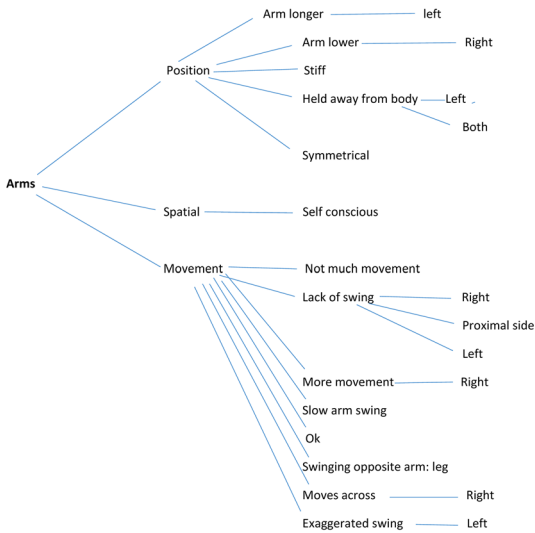 Arm longer left
Arm lower Right
Position Stiff
Held away from body Left
Both
Symmetrical
Arms
Spatial Self conscious
Movement Not much movement
Lack of swing Right
Proximal side
Left
More movement Right
Slow arm swing
Ok
Swinging opposite arm: leg
Moves across Right
Exaggerated swing Left